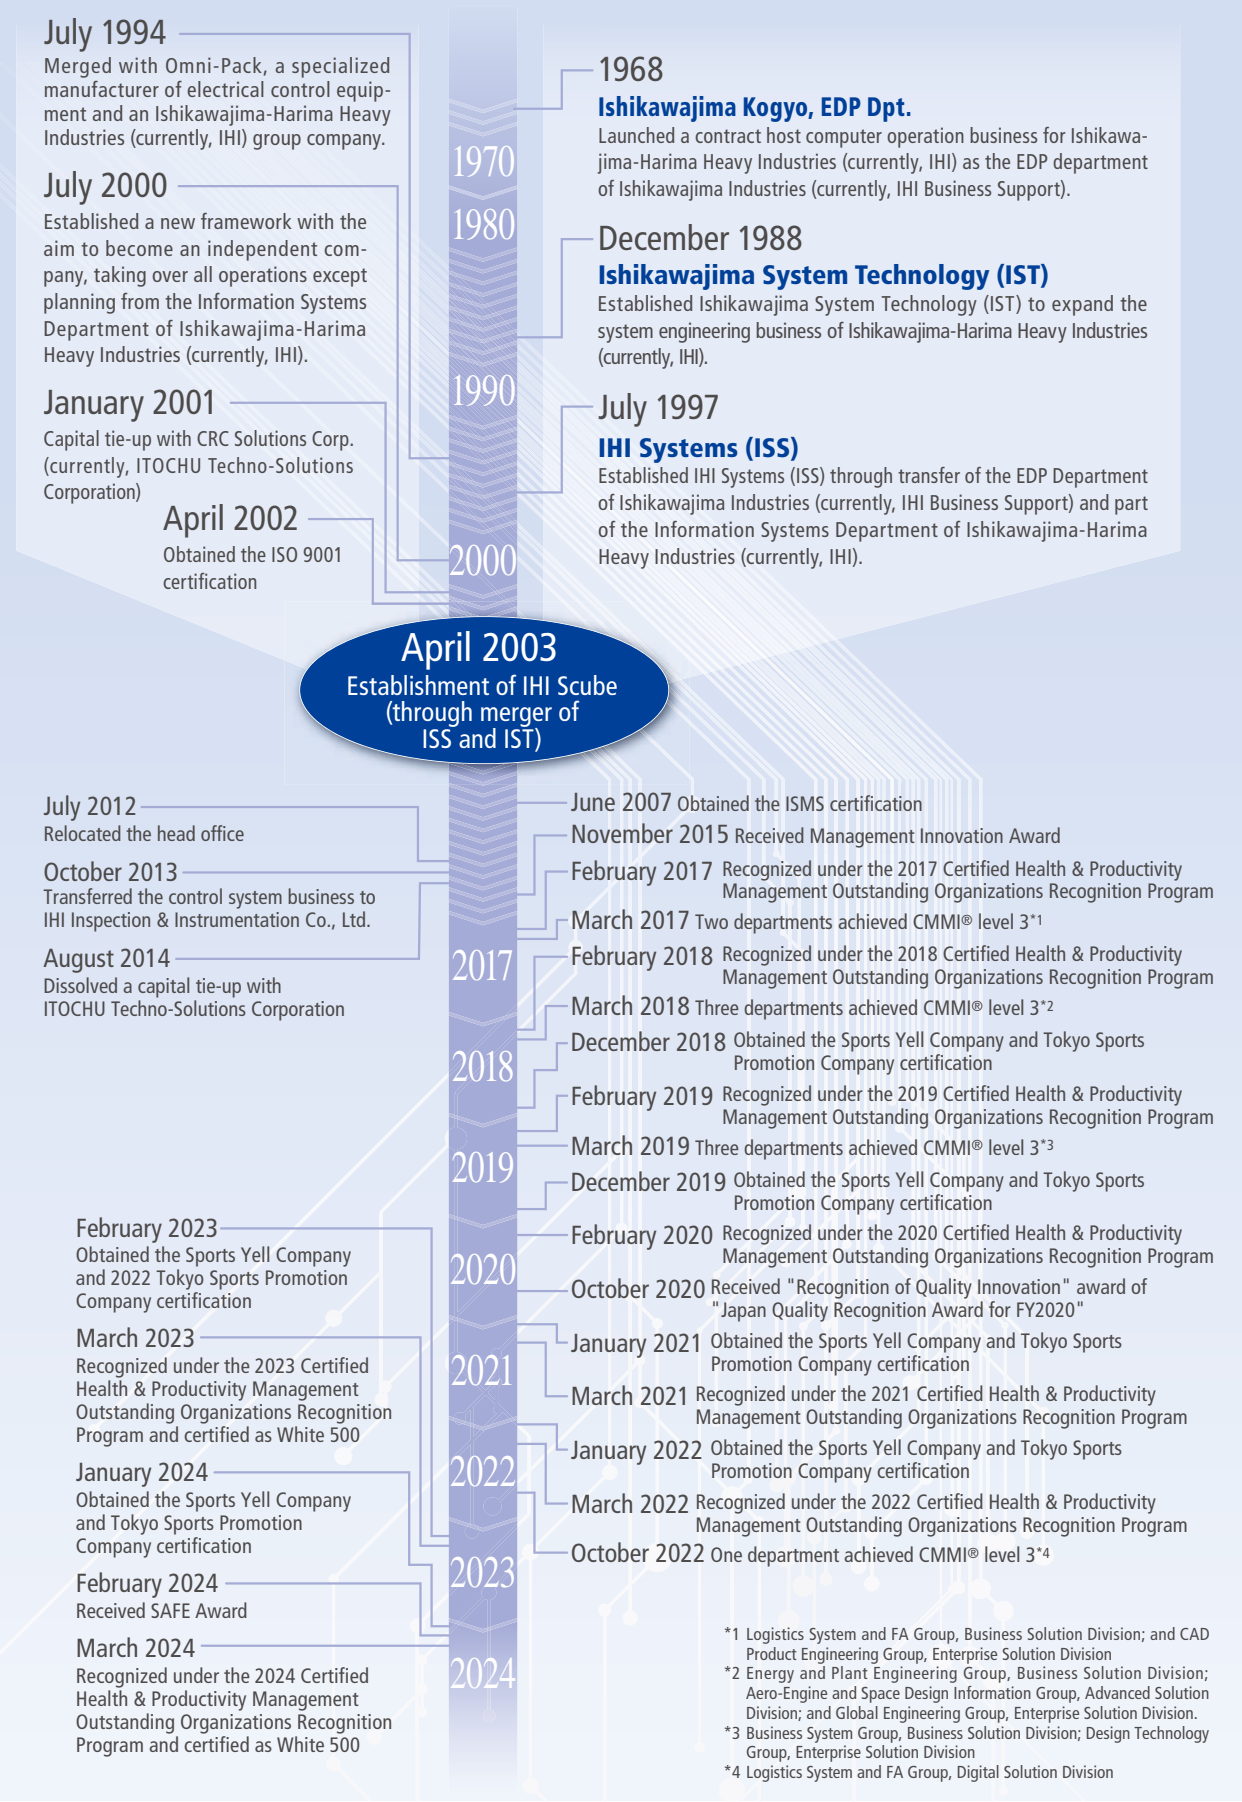 July 1994
Merged with Omni-Pack, a specialized
manufacturer of electrical control equip-
ment and an Ishikawajima-Harima Heavy
Industries (currently, IHI) group company.
July 2000
Established a new framework with the
aim to become an independent com-
pany, taking over all operations except
planning from the Information Systems
Department of Ishikawajima-Harima
Heavy Industries (currently, IHI).
January 2001
Capital tie-up with CRC Solutions Corp.
(currently, ITOCHU Techno-Solutions
Corporation)
April 2002
Obtained the ISO 9001
certification
1970
1980
1990
2000
1968
Ishikawajima Kogyo, EDP Dpt.
Launched a contract host computer operation business for Ishikawa-
jima-Harima Heavy Industries (currently, IHI) as the EDP department
of Ishikawajima Industries (currently, IHI Business Support).
December 1988
Ishikawajima System Technology (IST)
Established Ishikawajima System Technology (IST) to expand the
system engineering business of Ishikawajima-Harima Heavy Industries
(currently, IHI).
July 1997
IHI Systems (ISS)
Established IHI Systems (ISS) through transfer of the EDP Department
of Ishikawajima Industries (currently, IHI Business Support) and part
of the Information Systems Department of Ishikawajima-Harima
Heavy Industries (currently, IHI).
April 2003
Establishment of IHI Scube
(through merger of
ISS and IST)
July 2012
Relocated the head office
October 2013
Transferred the control system business to
IHI Inspection & Instrumentation Co., Ltd.
August 2014
Dissolved a capital tie-up with
ITOCHU Techno-Solutions Corporation
February 2023
Obtained the Sports Yell Company
and 2022 Tokyo Sports Promotion
Company certification
March 2023
Recognized under the 2023 Certified
Health & Productivity Management
Outstanding Organizations Recognition
Program and certified as White 500
January 2024
Obtained the Sports Yell Company
and Tokyo Sports Promotion
Company certification
February 2024
Received SAFE Award
March 2024
Recognized under the 2024 Certified
Health & Productivity Management
Outstanding Organizations Recognition
Program and certified as White 500
2017
2018
2019
2020
2021
2022
2023
2024
June 2007 Obtained the ISMS certification
November 2015 Received Management Innovation Award
February 2017 Recognized under the 2017 Certified Health & Productivity
Management Outstanding Organizations Recognition Program
March 2017 Two departments achieved CMMI® level 3*1
February 2018 Recognized under the 2018 Certified Health & Productivity
Management Outstanding Organizations Recognition Program
March 2018 Three departments achieved CMMI® level 3*2
December 2018 Obtained the Sports Yell Company and Tokyo Sports
Promotion Company certification
February 2019 Recognized under the 2019 Certified Health & Productivity
Management Outstanding Organizations Recognition Program
March 2019 Three departments achieved CMMI® level 3*3
December 2019 Obtained the Sports Yell Company and Tokyo Sports
Promotion Company certification
February 2020 Recognized under the 2020 Certified Health & Productivity
Management Outstanding Organizations Recognition Program
October 2020 Received "Recognition of Quality Innovation" award of
"Japan Quality Recognition Award for FY2020"
January 2021 Obtained the Sports Yell Company and Tokyo Sports
Promotion Company certification
March 2021 Recognized under the 2021 Certified Health & Productivity
Management Outstanding Organizations Recognition Program
January 2022 Obtained the Sports Yell Company and Tokyo Sports
Promotion Company certification
March 2022 Recognized under the 2022 Certified Health & Productivity
Management Outstanding Organizations Recognition Program
October 2022 One department achieved CMMI® level 3*4
*1 Logistics System and FA Group, Business Solution Division; and CAD
Product Engineering Group, Enterprise Solution Division
*2 Energy and Plant Engineering Group, Business Solution Division;
Aero-Engine and Space Design Information Group, Advanced Solution
Division; and Global Engineering Group, Enterprise Solution Division.
*3 Business System Group, Business Solution Division; Design Technology
Group, Enterprise Solution Division
*4 Logistics System and FA Group, Digital Solution Division